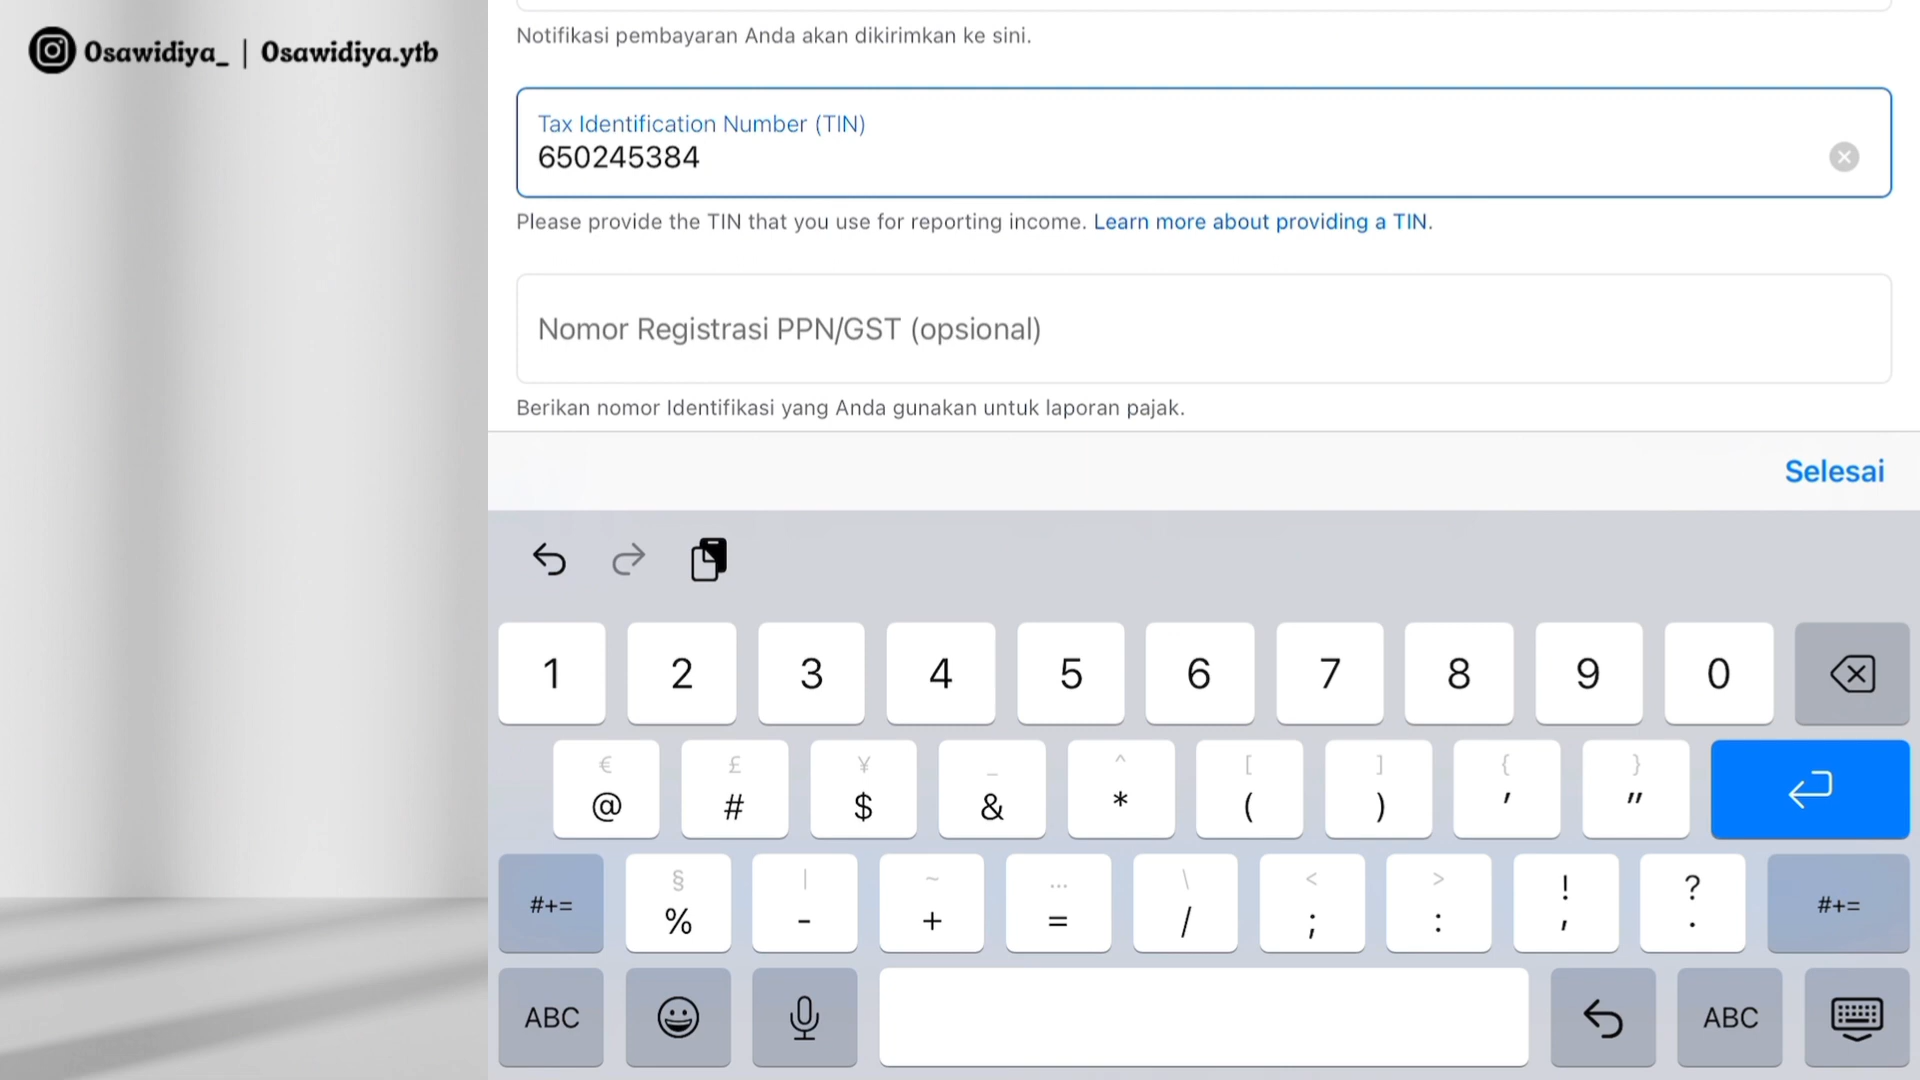 Osawidiya_ | Osawidiya.ytb
Notifikasi pembayaran Anda akan dikirimkan ke sini.
Tax Identification Number (TIN)
650245384
Please provide the TIN that you use for reporting income. Learn more about providing a TIN.
Nomor Registrasi PPN/GST (opsional)
Berikan nomor Identifikasi yang Anda gunakan untuk laporan pajak.
Selesai
1 2 3 4 5 6 7 8 9 0
€ £ ¥ _ ^ [ ] { }
@ # $ & * ( ) ' "
§ | ~ … \ < > ! ?
#+= % - + = / ; : , . #+=
ABC ABC